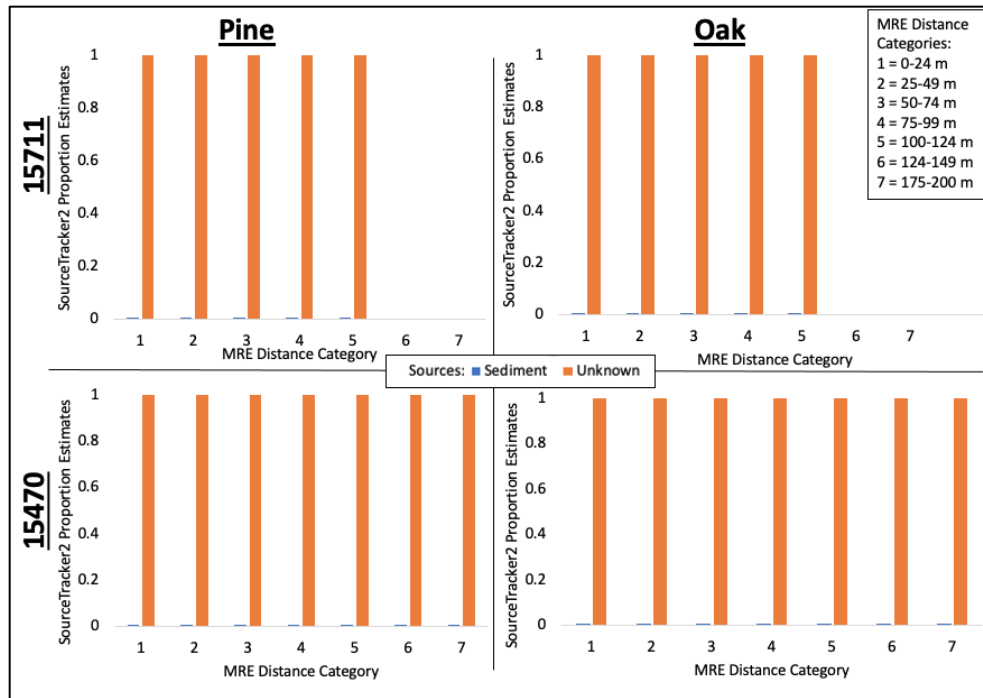 Pine
Oak
MRE Distance
Categories:
1 = 0-24 m
2 = 25-49 m
3 = 50-74 m
4 = 75-99 m
5 = 100-124 m
6 = 124-149 m
7 = 175-200 m
15711
SourceTracker2 Proportion Estimates
1
0.8
0.6
0.4
0.2
0
1 2 3 4 5 6 7
MRE Distance Category
SourceTracker2 Proportion Estimates
1
0.8
0.6
0.4
0.2
0
1 2 3 4 5 6 7
MRE Distance Category
Sources: Sediment Unknown
15470
SourceTracker2 Proportion Estimates
1
0.8
0.6
0.4
0.2
0
1 2 3 4 5 6 7
MRE Distance Category
SourceTracker2 Proportion Estimates
1
0.8
0.6
0.4
0.2
0
1 2 3 4 5 6 7
MRE Distance Category